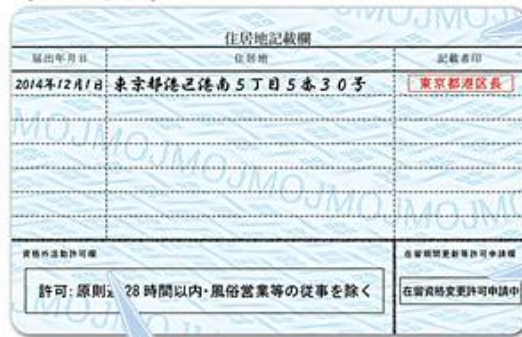 MOJMOJMOJ
住居地記載欄
届出年月日 住居地 記載者印
2014年12月1日 東京都港区港南5丁目5番30号 東京都港区長
MOJMOJMOJMOJMOJ
資格外活動許可欄 在留期間更新等許可申請欄
許可:原則週28時間以内・風俗営業等の従事を除く 在留資格変更許可申請中
MOJ